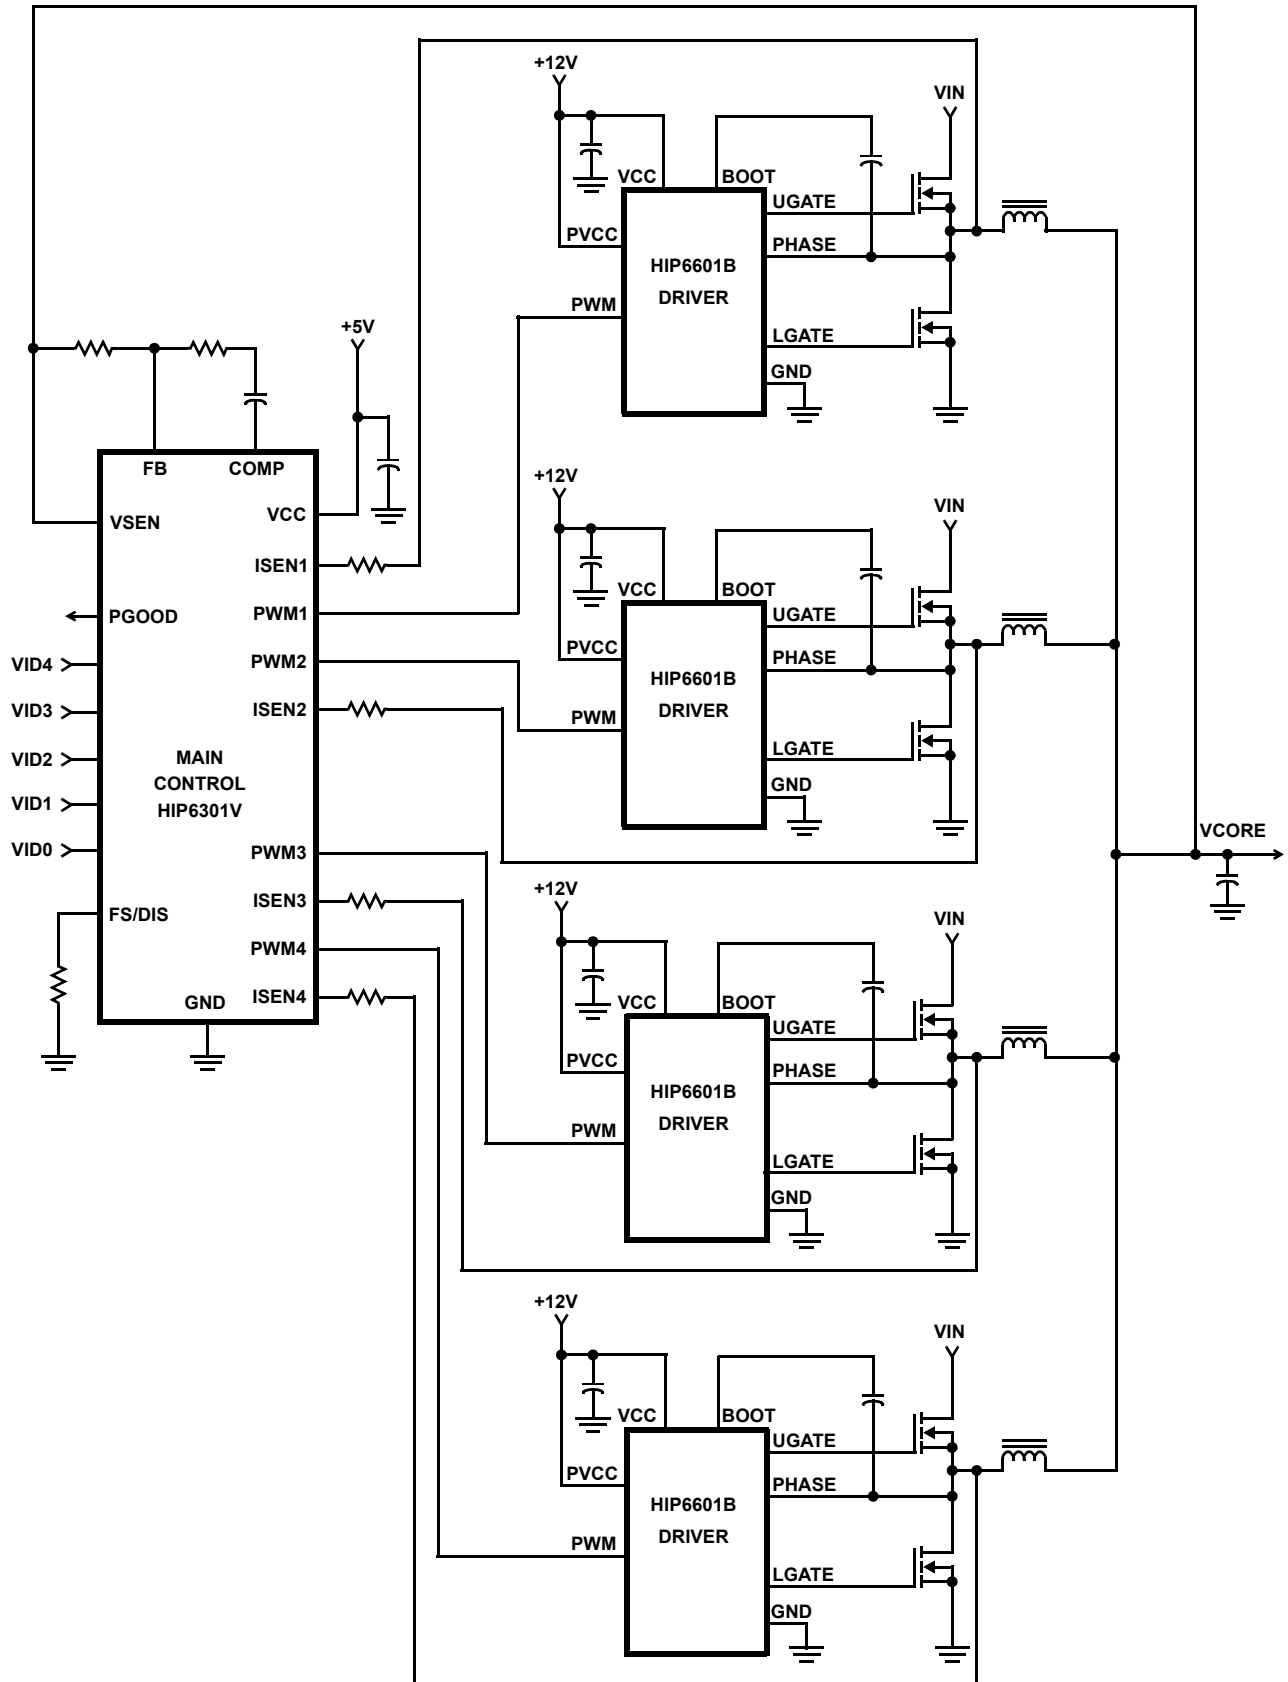 +12V
VIN
VCC
BOOT
UGATE
PVCC
PHASE
HIP6601B
DRIVER
PWM
LGATE
GND
+5V
FB
COMP
VSEN
VCC
ISEN1
PGOOD
PWM1
VID4
PWM2
VID3
ISEN2
VID2
MAIN
CONTROL
HIP6301V
VID1
VID0
PWM3
ISEN3
FS/DIS
PWM4
GND
ISEN4
+12V
VIN
VCC
BOOT
UGATE
PVCC
PHASE
HIP6601B
DRIVER
PWM
LGATE
GND
VCORE
+12V
VIN
VCC
BOOT
UGATE
PVCC
PHASE
HIP6601B
DRIVER
PWM
LGATE
GND
+12V
VIN
VCC
BOOT
UGATE
PVCC
PHASE
HIP6601B
DRIVER
PWM
LGATE
GND